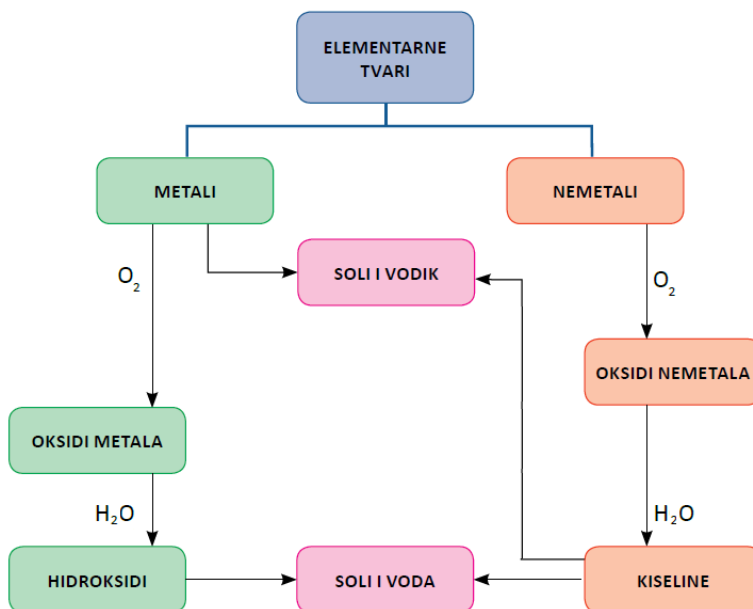 ELEMENTARNE
TVARI
METALI
NEMETALI
SOLI I VODIK
O₂
O₂
OKSIDI NEMETALA
OKSIDI METALA
H₂O
H₂O
HIDROKSIDI
SOLI I VODA
KISELINE